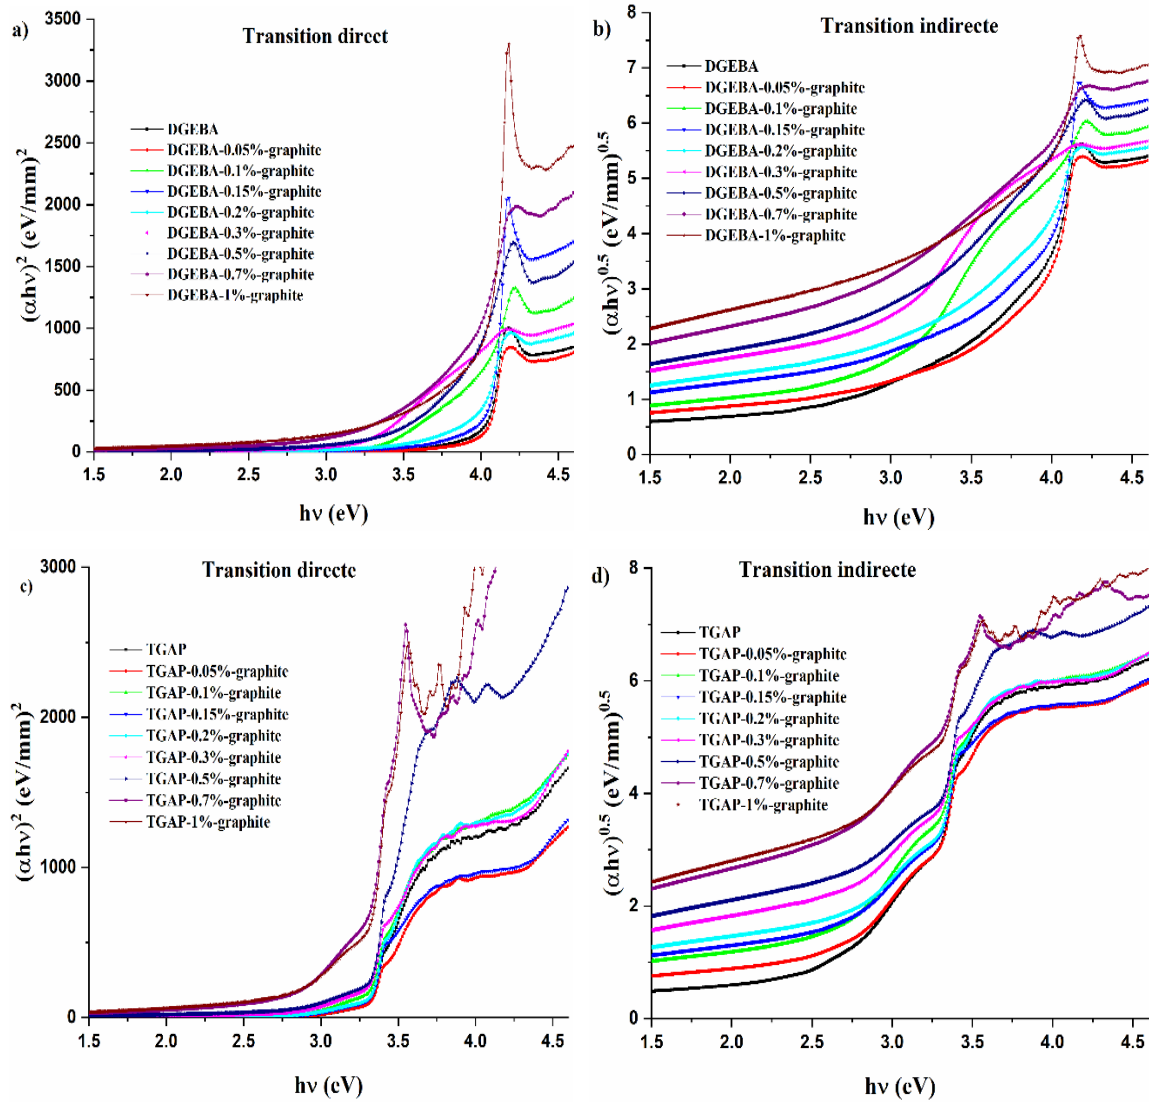 a)
Transition direct
3500
3000
2500
2000
1500
1000
500
0
(αhν)² (eV/mm)²
DGEBA
DGEBA-0.05%-graphite
DGEBA-0.1%-graphite
DGEBA-0.15%-graphite
DGEBA-0.2%-graphite
DGEBA-0.3%-graphite
DGEBA-0.5%-graphite
DGEBA-0.7%-graphite
DGEBA-1%-graphite
1.5 2.0 2.5 3.0 3.5 4.0 4.5
hν (eV)
b)
Transition indirecte
8
7
6
5
4
3
2
1
0
(αhν)^0.5 (eV/mm)^0.5
DGEBA
DGEBA-0.05%-graphite
DGEBA-0.1%-graphite
DGEBA-0.15%-graphite
DGEBA-0.2%-graphite
DGEBA-0.3%-graphite
DGEBA-0.5%-graphite
DGEBA-0.7%-graphite
DGEBA-1%-graphite
1.5 2.0 2.5 3.0 3.5 4.0 4.5
hν (eV)
c)
Transition directe
3000
2000
1000
0
(αhν)² (eV/mm)²
TGAP
TGAP-0.05%-graphite
TGAP-0.1%-graphite
TGAP-0.15%-graphite
TGAP-0.2%-graphite
TGAP-0.3%-graphite
TGAP-0.5%-graphite
TGAP-0.7%-graphite
TGAP-1%-graphite
1.5 2.0 2.5 3.0 3.5 4.0 4.5
hν (eV)
d)
Transition indirecte
8
6
4
2
0
(αhν)^0.5 (eV/mm)^0.5
TGAP
TGAP-0.05%-graphite
TGAP-0.1%-graphite
TGAP-0.15%-graphite
TGAP-0.2%-graphite
TGAP-0.3%-graphite
TGAP-0.5%-graphite
TGAP-0.7%-graphite
TGAP-1%-graphite
1.5 2.0 2.5 3.0 3.5 4.0 4.5
hν (eV)